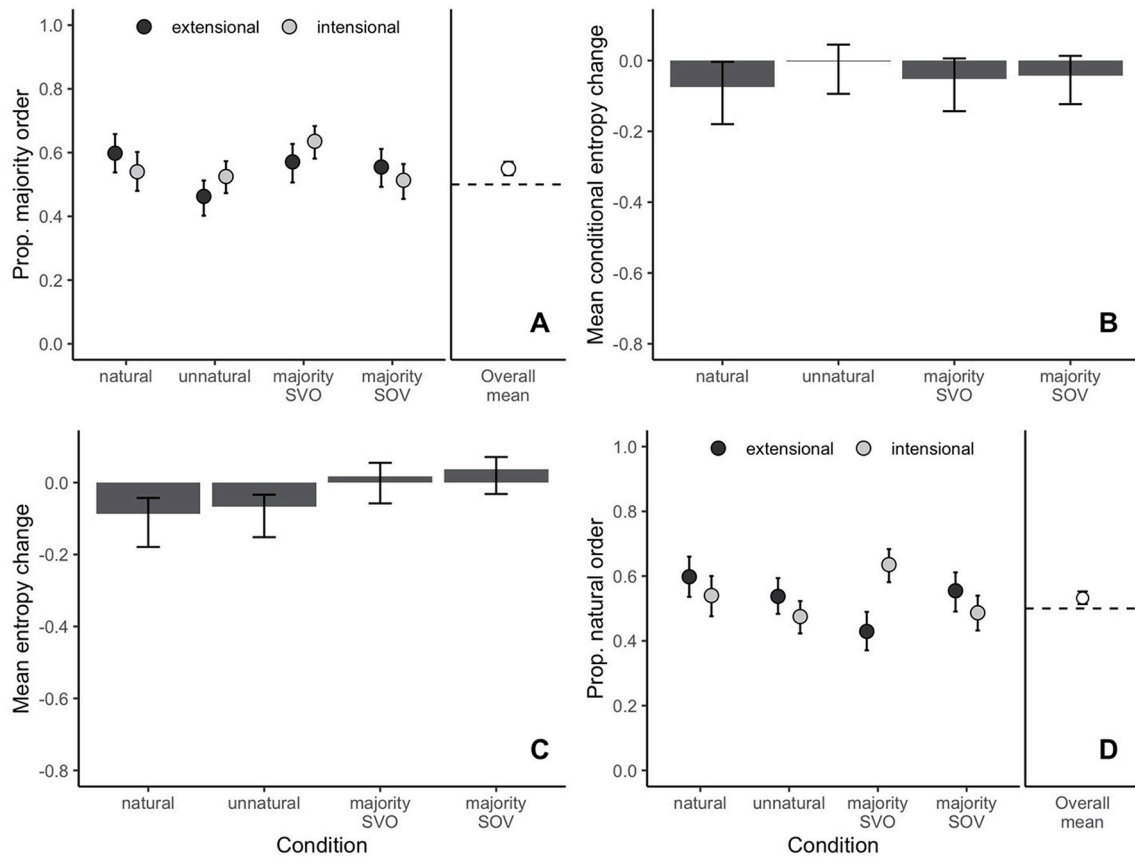 extensional intensional
Prop. majority order
1.0
0.8
0.6
0.4
0.2
0.0
natural unnatural majority SVO majority SOV Overall mean
A
Mean conditional entropy change
0.0
-0.2
-0.4
-0.6
-0.8
natural unnatural majority SVO majority SOV
B
Mean entropy change
0.0
-0.2
-0.4
-0.6
-0.8
natural unnatural majority SVO majority SOV
Condition
C
extensional intensional
Prop. natural order
1.0
0.8
0.6
0.4
0.2
0.0
natural unnatural majority SVO majority SOV Overall mean
Condition
D